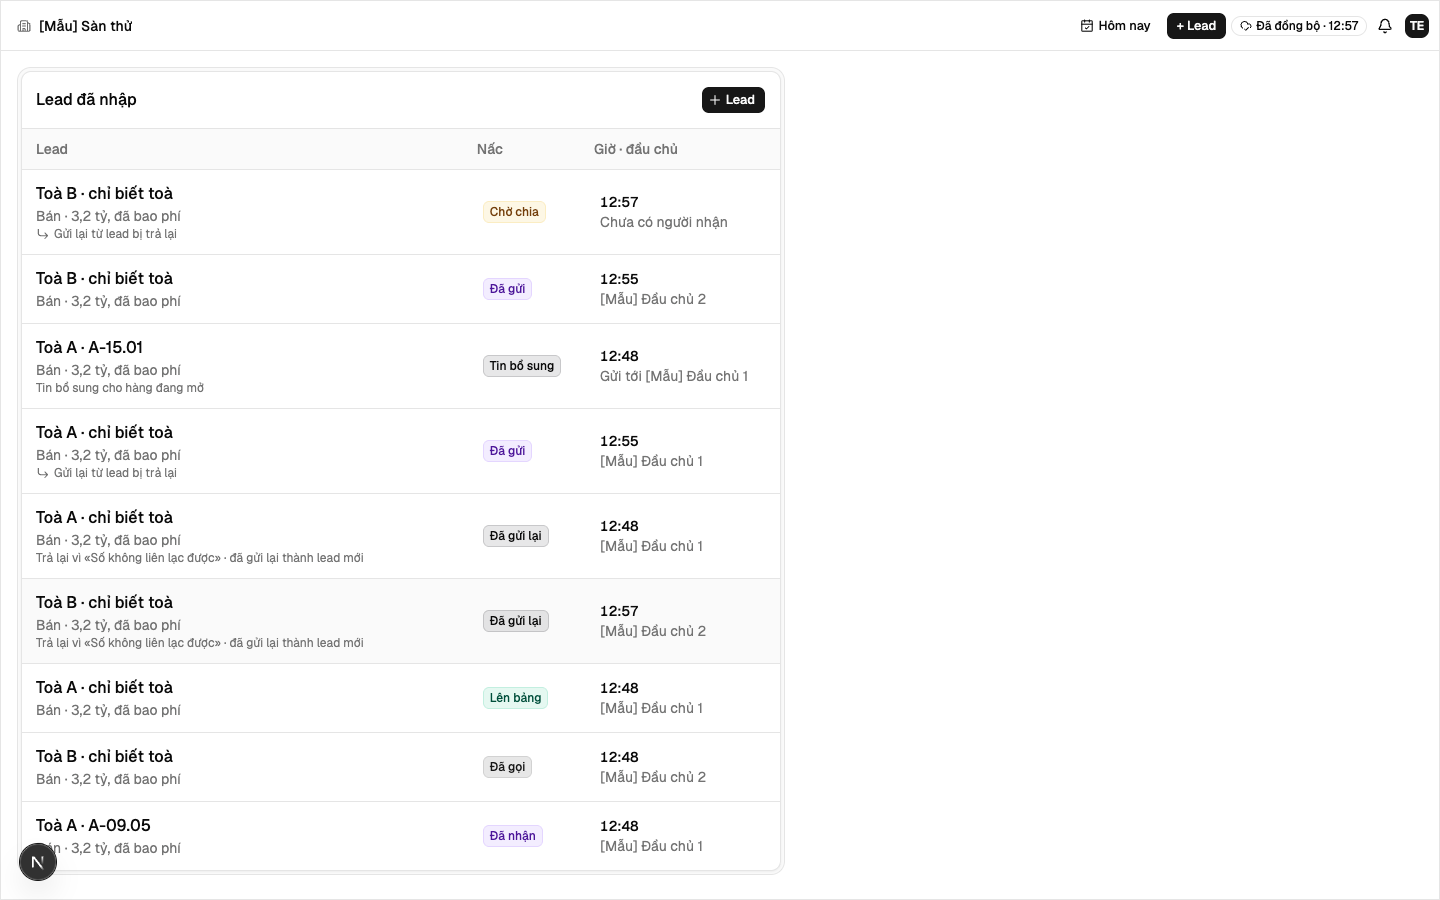 [Mẫu] Sàn thử
Hôm nay
+ Lead
Đã đồng bộ · 12:57
TE
Lead đã nhập
+ Lead
Lead Nấc Giờ · đầu chủ
Toà B · chỉ biết toà
Bán · 3,2 tỷ, đã bao phí
Gửi lại từ lead bị trả lại
Chờ chia
12:57
Chưa có người nhận
Toà B · chỉ biết toà
Bán · 3,2 tỷ, đã bao phí
Đã gửi
12:55
[Mẫu] Đầu chủ 2
Toà A · A-15.01
Bán · 3,2 tỷ, đã bao phí
Tin bổ sung cho hàng đang mở
Tin bổ sung
12:48
Gửi tới [Mẫu] Đầu chủ 1
Toà A · chỉ biết toà
Bán · 3,2 tỷ, đã bao phí
Gửi lại từ lead bị trả lại
Đã gửi
12:55
[Mẫu] Đầu chủ 1
Toà A · chỉ biết toà
Bán · 3,2 tỷ, đã bao phí
Trả lại vì «Số không liên lạc được» · đã gửi lại thành lead mới
Đã gửi lại
12:48
[Mẫu] Đầu chủ 1
Toà B · chỉ biết toà
Bán · 3,2 tỷ, đã bao phí
Trả lại vì «Số không liên lạc được» · đã gửi lại thành lead mới
Đã gửi lại
12:57
[Mẫu] Đầu chủ 2
Toà A · chỉ biết toà
Bán · 3,2 tỷ, đã bao phí
Lên bảng
12:48
[Mẫu] Đầu chủ 1
Toà B · chỉ biết toà
Bán · 3,2 tỷ, đã bao phí
Đã gọi
12:48
[Mẫu] Đầu chủ 2
Toà A · A-09.05
· 3,2 tỷ, đã bao phí
Đã nhận
12:48
[Mẫu] Đầu chủ 1
N